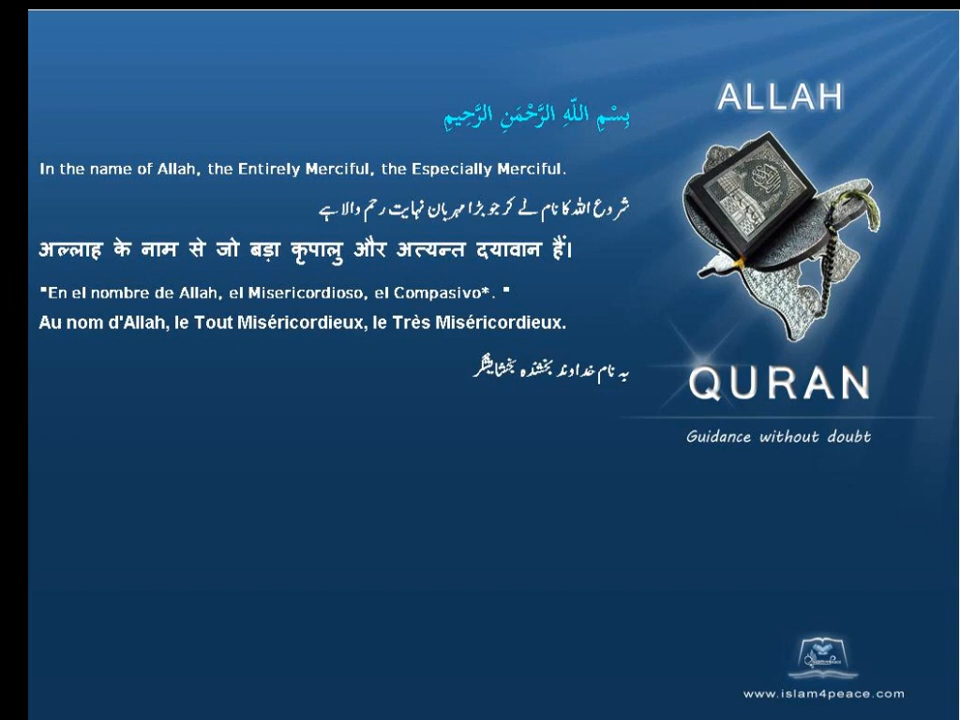 بِسْمِ اللَّهِ الرَّحْمَنِ الرَّحِيمِ
In the name of Allah, the Entirely Merciful, the Especially Merciful.
شروع الله کا نام لے کر جو بڑا مہربان نہایت رحم والا ہے
अल्लाह के नाम से जो बड़ा कृपालु और अत्यन्त दयावान हैं।
"En el nombre de Allah, el Misericordioso, el Compasivo*. "
Au nom d'Allah, le Tout Miséricordieux, le Très Miséricordieux.
به نام خداوند بخشنده بخشایشگر
ALLAH
QURAN
Guidance without doubt
www.islam4peace.com